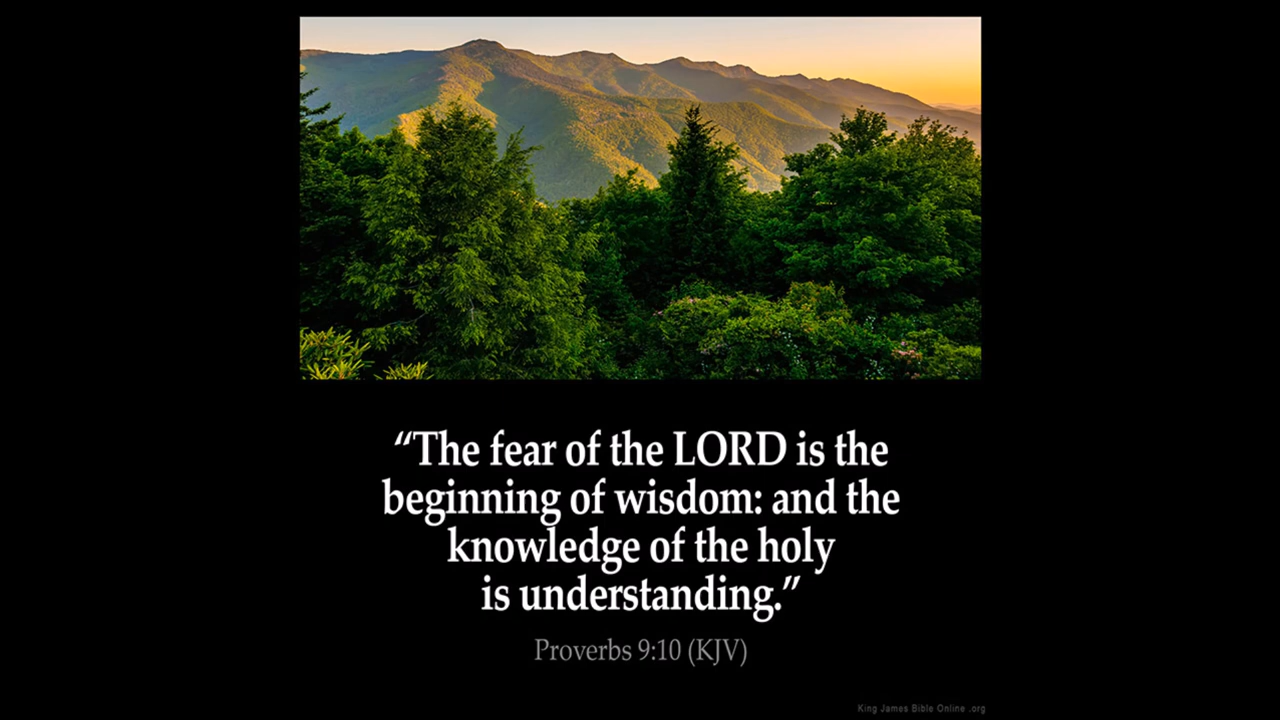 “The fear of the LORD is the
beginning of wisdom: and the
knowledge of the holy
is understanding.”
Proverbs 9:10 (KJV)
King James Bible Online .org